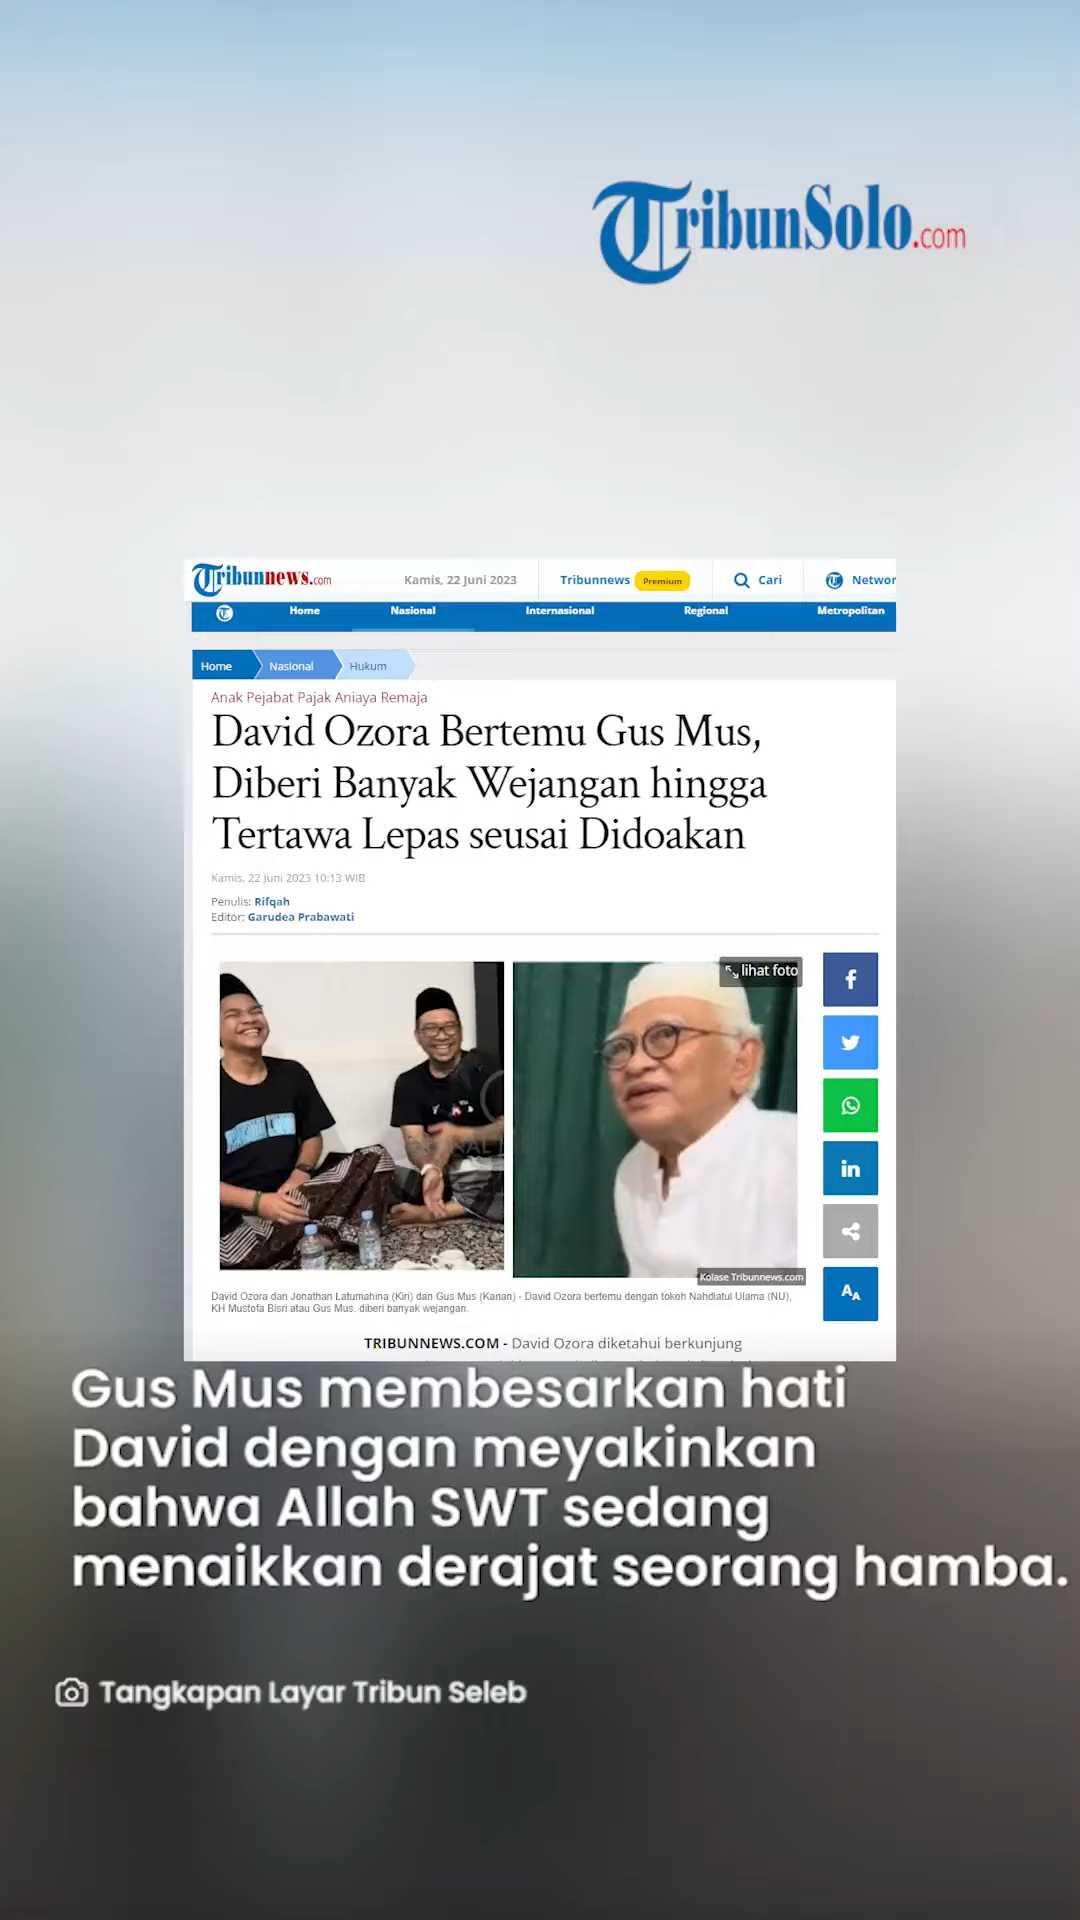 TribunSolo.com
Tribunnews.com Kamis, 22 Juni 2023 Tribunnews Premium Cari Networ
Home Nasional Internasional Regional Metropolitan
Home Nasional Hukum
Anak Pejabat Pajak Aniaya Remaja
David Ozora Bertemu Gus Mus,
Diberi Banyak Wejangan hingga
Tertawa Lepas seusai Didoakan
Kamis, 22 Juni 2023 10:13 WIB
Penulis: Rifqah
Editor: Garudea Prabawati
lihat foto
Kolase Tribunnews.com
David Ozora dan Jonathan Latumahina (Kiri) dan Gus Mus (Kanan) - David Ozora bertemu dengan tokoh Nahdlatul Ulama (NU),
KH Mustofa Bisri atau Gus Mus. diberi banyak wejangan.
TRIBUNNEWS.COM - David Ozora diketahui berkunjung
Gus Mus membesarkan hati
David dengan meyakinkan
bahwa Allah SWT sedang
menaikkan derajat seorang hamba.
Tangkapan Layar Tribun Seleb